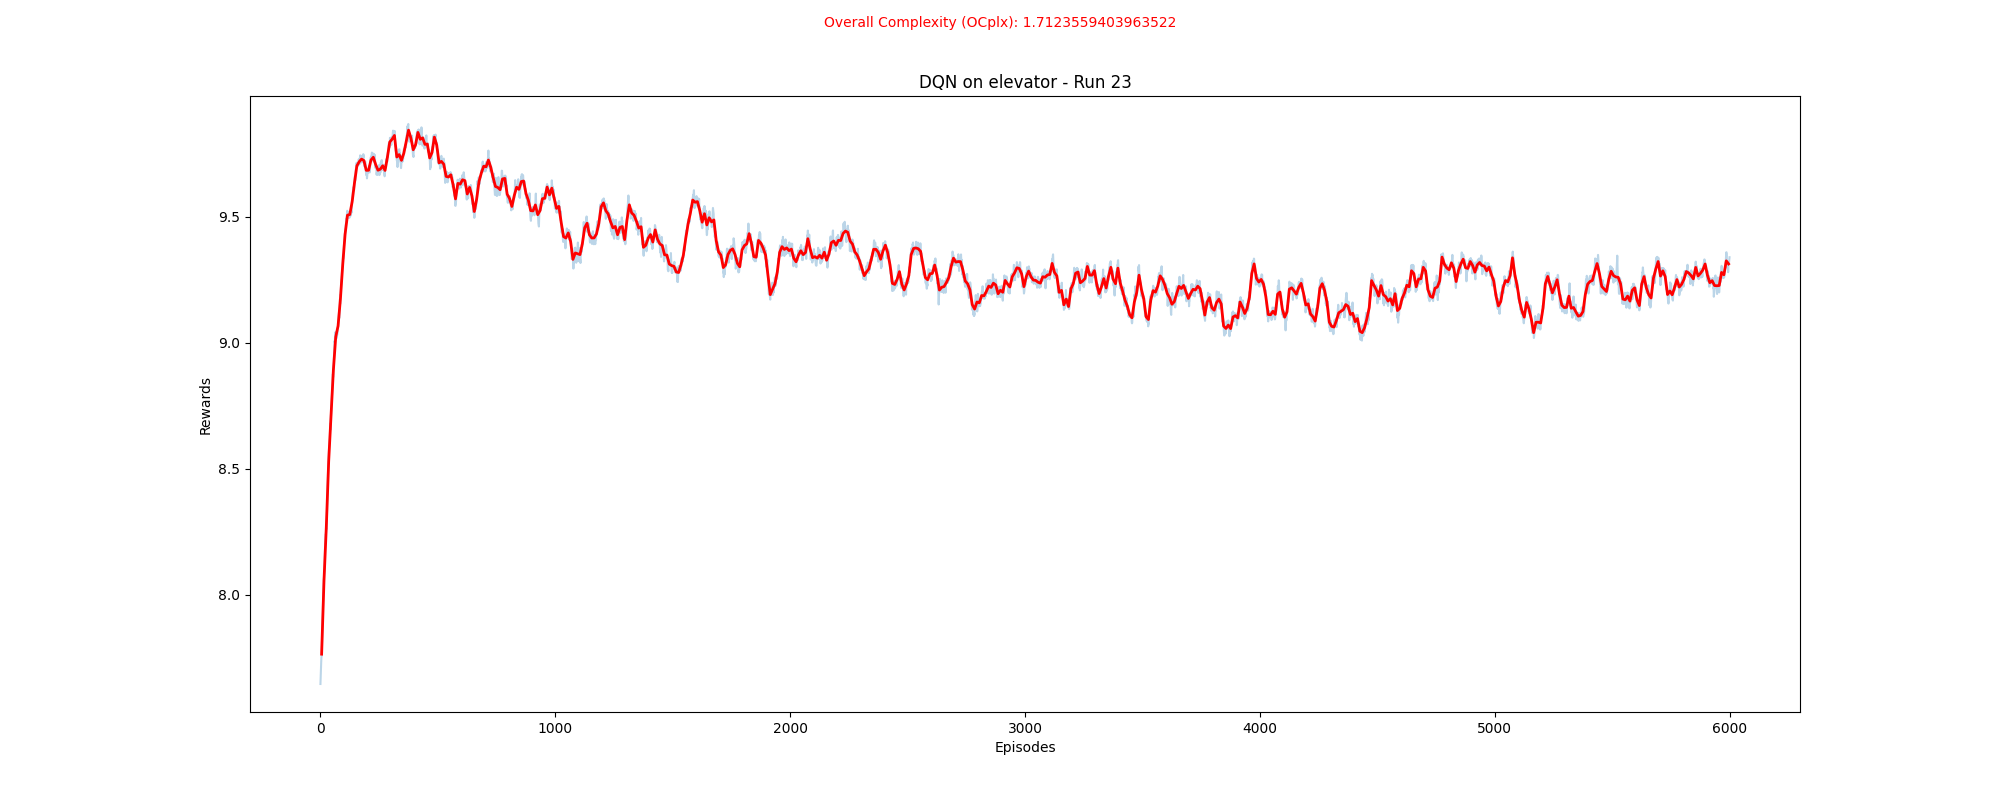 Overall Complexity (OCplx): 1.7123559403963522
DQN on elevator - Run 23
9.5
9.0
8.5
8.0
Rewards
0 1000 2000 3000 4000 5000 6000
Episodes